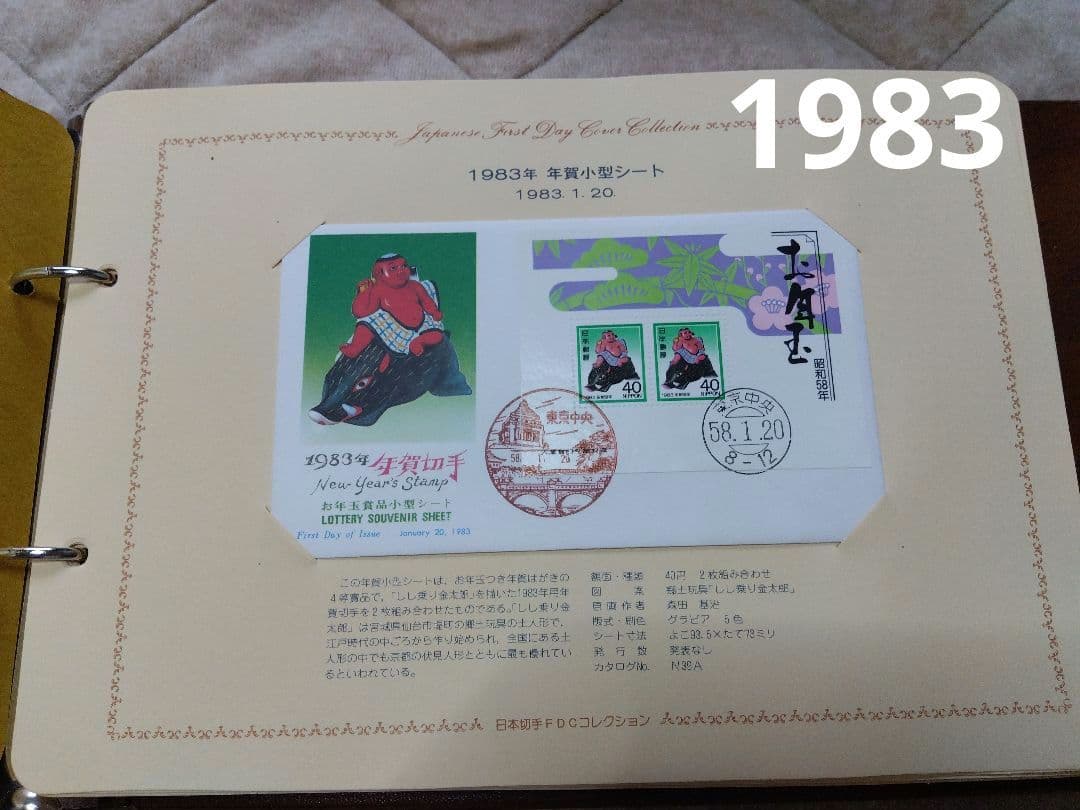 1983
Japanese First Day Cover Collection
1983年 年賀小型シート
1983.1.20.
お年玉
昭和58年
日本郵便
40
NIPPON
日本郵便
40
NIPPON
東京中央
東京中央
58.1.20
8-12
1983年 年賀切手
New Year's Stamp
お年玉賞品小型シート
LOTTERY SOUVENIR SHEET
First Day of Issue January 20, 1983
この年賀小型シートは、お年玉つき年賀はがきの
4等賞品で、「しし乗り金太郎」を描いた1983年用年
賀切手を2枚組み合わせたものである。「しし乗り金
太郎」は宮城県仙台市堤町の郷土玩具の土人形で、
江戸時代の中ごろから作り始められ、全国にある土
人形の中でも京都の伏見人形とともに最も優れてい
るといわれている。
額面・種類 40円 2枚組み合わせ
図案 郷土玩具「しし乗り金太郎」
原画作者 森田基治
版式・刷色 グラビア 5色
シート寸法 よこ93.5×たて78ミリ
発行数 発表なし
カタログNo. N38A
日本切手FDCコレクション